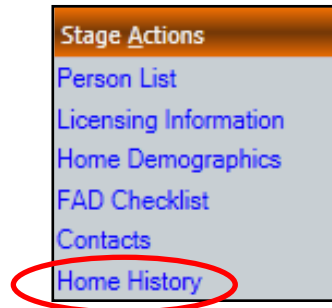 Stage Actions
Person List
Licensing Information
Home Demographics
FAD Checklist
Contacts
Home History